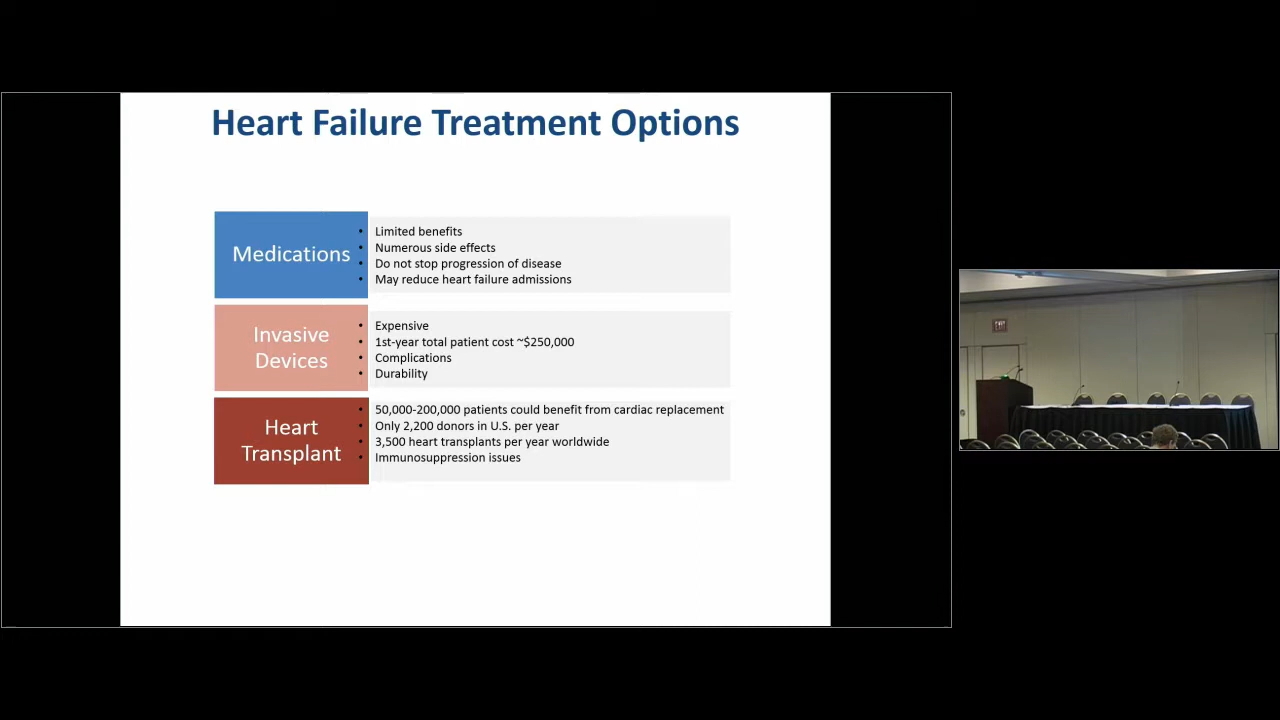 Heart Failure Treatment Options
Medications
• Limited benefits
• Numerous side effects
• Do not stop progression of disease
• May reduce heart failure admissions
Invasive
Devices
• Expensive
• 1st-year total patient cost ~$250,000
• Complications
• Durability
Heart
Transplant
• 50,000-200,000 patients could benefit from cardiac replacement
• Only 2,200 donors in U.S. per year
• 3,500 heart transplants per year worldwide
• Immunosuppression issues